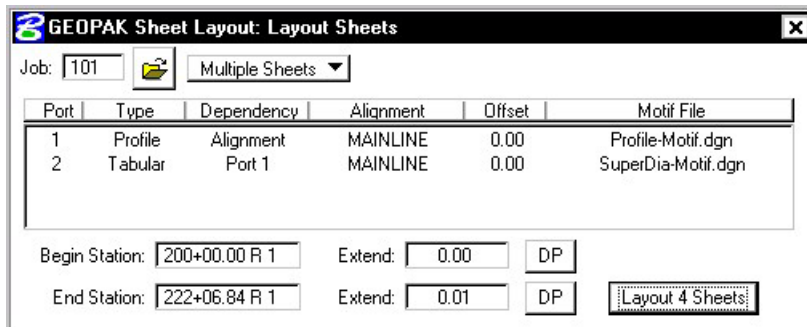 GEOPAK Sheet Layout: Layout Sheets
Job: 101 Multiple Sheets
Port Type Dependency Alignment Offset Motif File
1 Profile Alignment MAINLINE 0.00 Profile-Motif.dgn
2 Tabular Port 1 MAINLINE 0.00 SuperDia-Motif.dgn
Begin Station: 200+00.00 R 1 Extend: 0.00 DP
End Station: 222+06.84 R 1 Extend: 0.01 DP Layout 4 Sheets